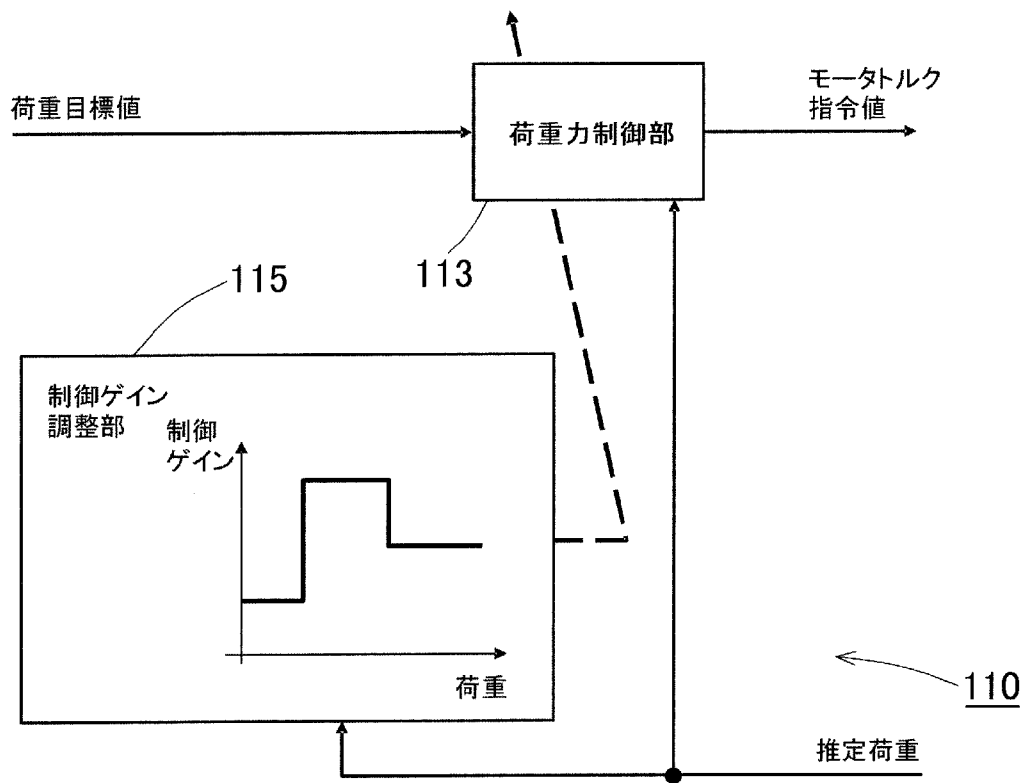 荷重目標値
荷重力制御部
モータトルク
指令値
113
115
制御ゲイン
調整部
制御
ゲイン
荷重
110
推定荷重